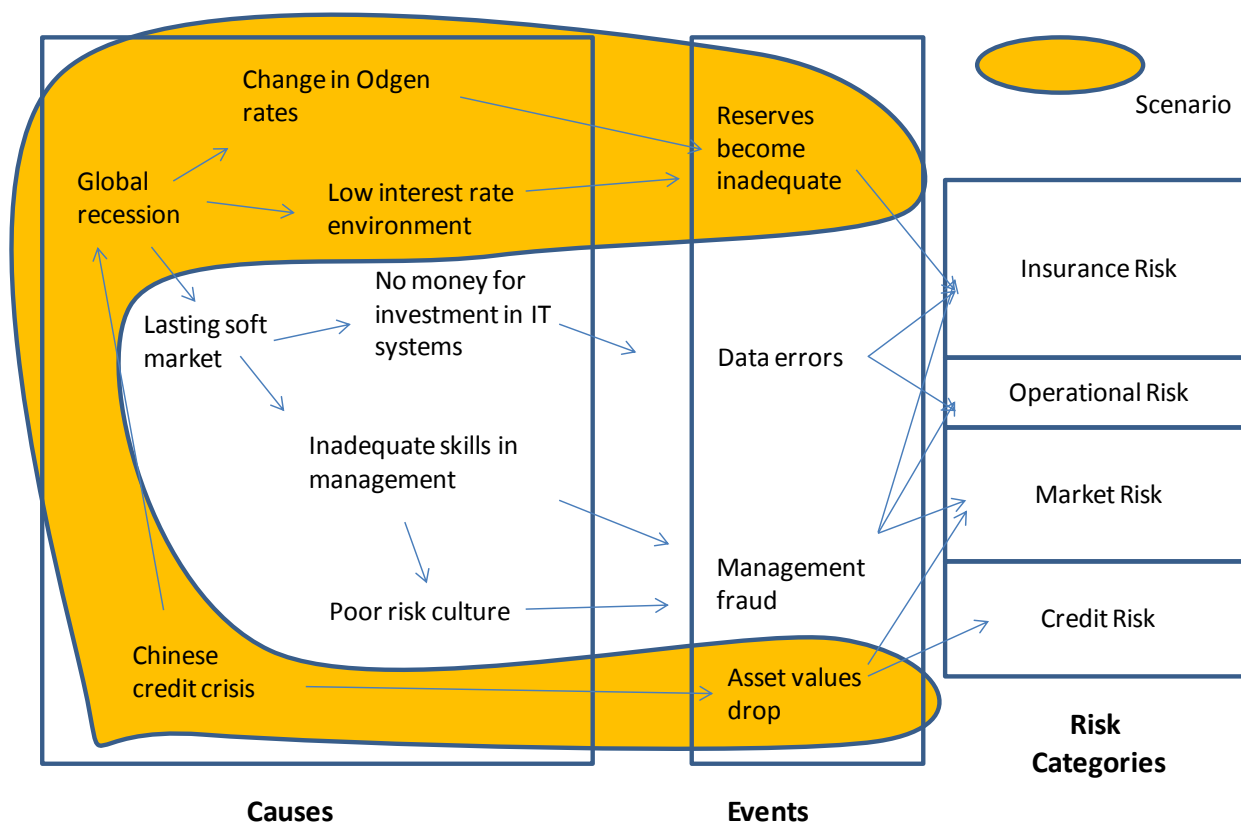 Change in Odgen
rates
Reserves
become
inadequate
Scenario
Global
recession
Low interest rate
environment
No money for
investment in IT
systems
Insurance Risk
Lasting soft
market
Data errors
Operational Risk
Inadequate skills in
management
Market Risk
Management
fraud
Poor risk culture
Credit Risk
Chinese
credit crisis
Asset values
drop
Risk
Categories
Causes
Events